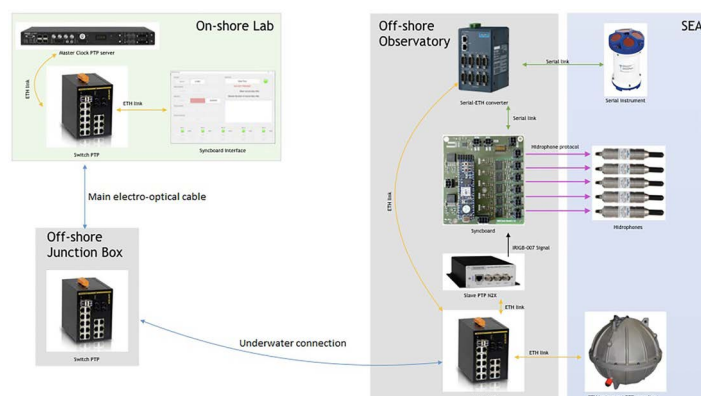 On-shore Lab
Master Clock PTP server
ETH link
ETH link
Switch PTP
Syncboard Interface
Main electro-optical cable
Off-shore
Junction Box
Switch PTP
Underwater connection
Off-shore
Observatory
SEA
Serial link
Serial-ETH converter
Serial Instrument
Serial link
Hidrophone protocal
ETH link
Syncboard
Hidrophones
IRIGB-007 Signal
Slave PTP N2X
ETH link
ETH link